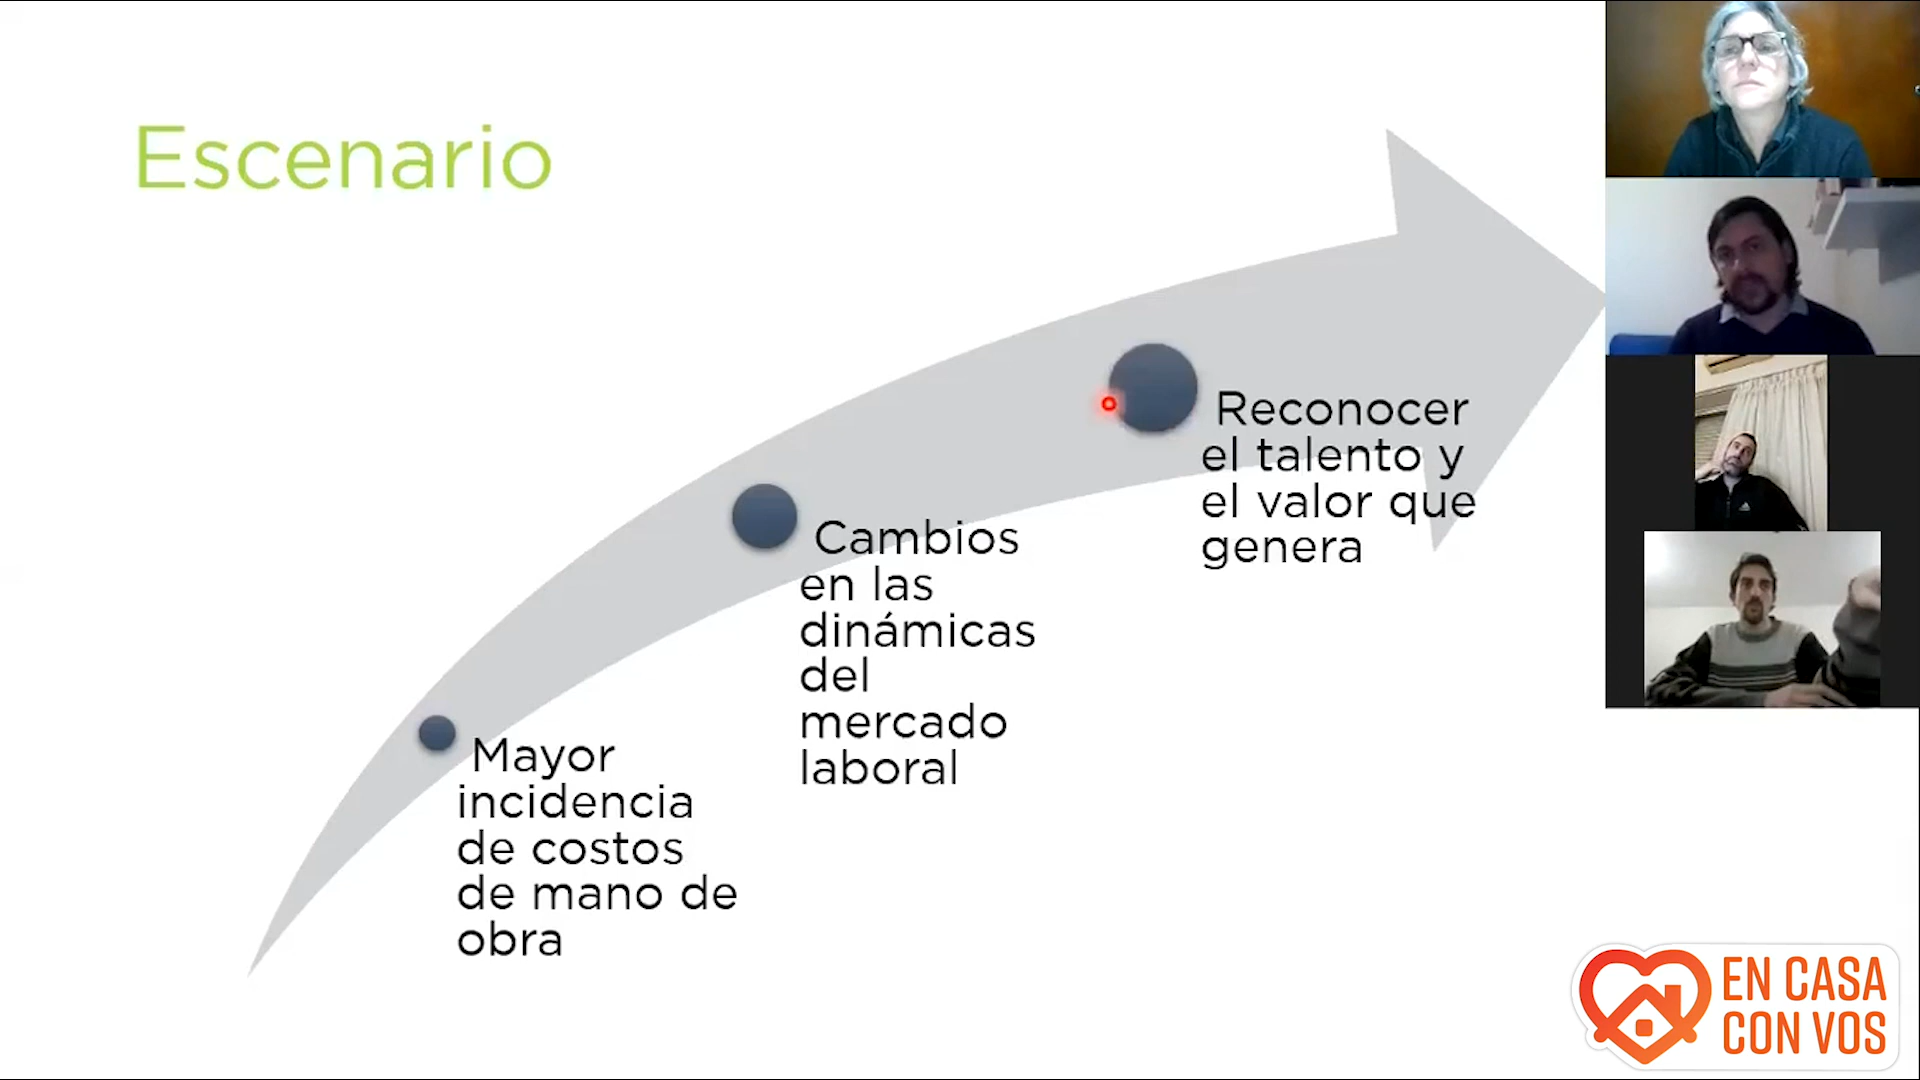 Escenario
Mayor
incidencia
de costos
de mano de
obra
Cambios
en las
dinámicas
del
mercado
laboral
Reconocer
el talento y
el valor que
genera
EN CASA
CON VOS